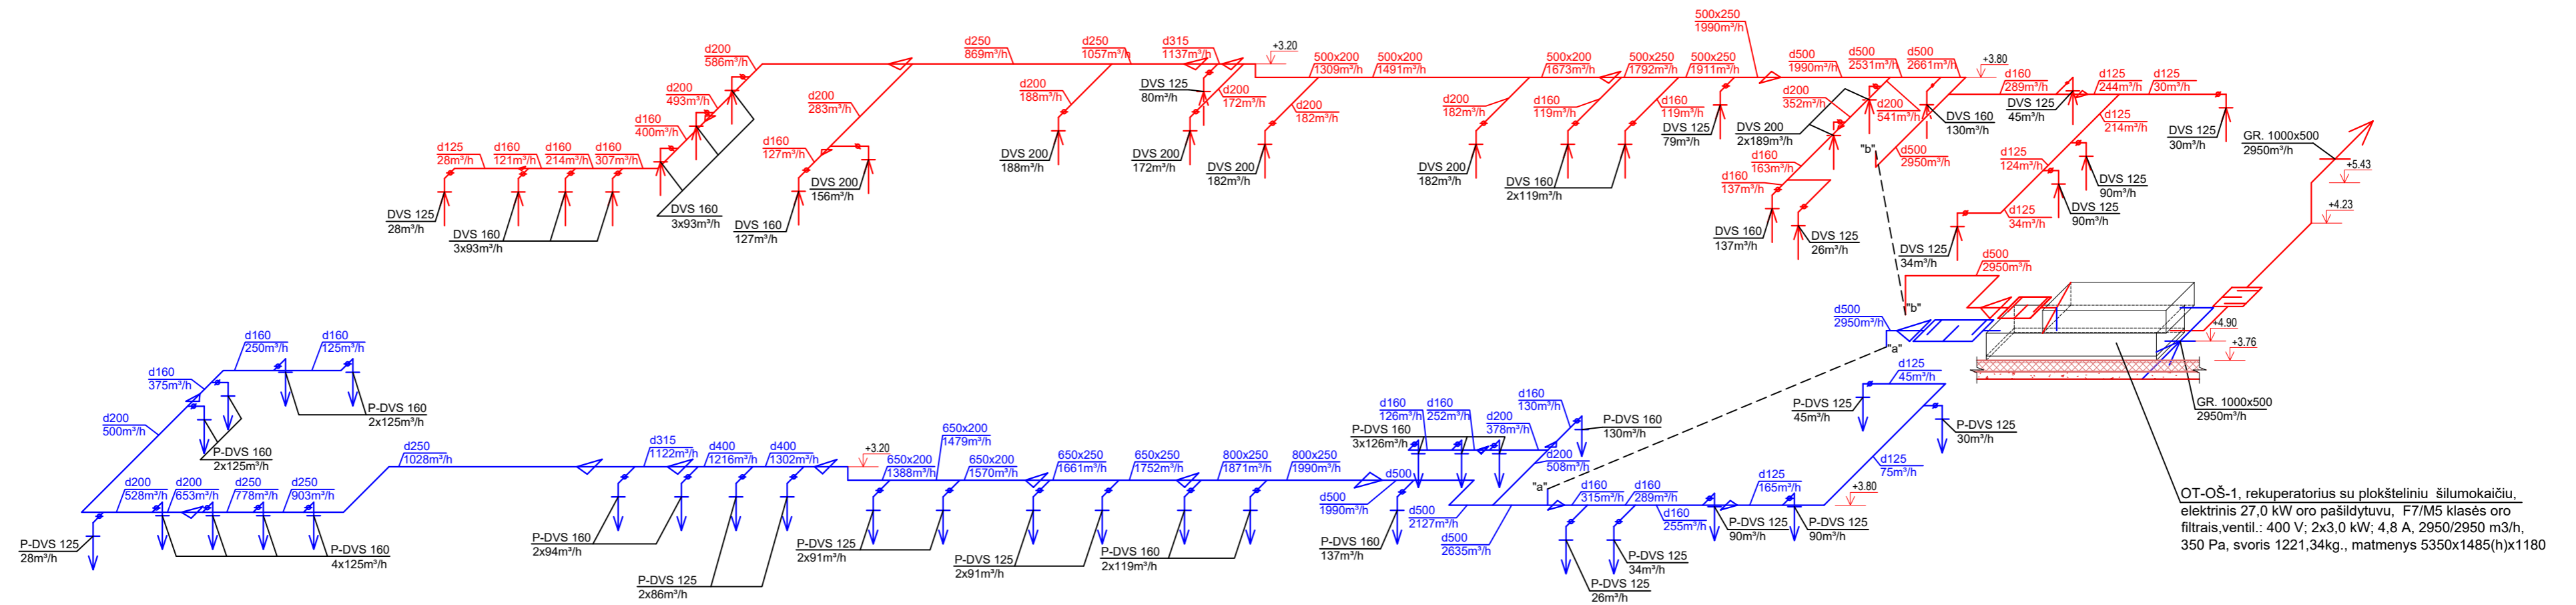 500x250
1990m³/h
d200
586m³/h
d250
869m³/h
d250
1057m³/h
d315
1137m³/h
+3.20
500x200
1309m³/h
500x200
1491m³/h
500x200
1673m³/h
500x250
1792m³/h
500x250
1911m³/h
d500
1990m³/h
d500
2531m³/h
d500
2661m³/h
+3.80
d160
289m³/h
d125
244m³/h
d125
30m³/h
d200
493m³/h
d160
400m³/h
d125
28m³/h
d160
121m³/h
d160
214m³/h
d160
307m³/h
d200
283m³/h
d160
127m³/h
d200
188m³/h
DVS 125
80m³/h
d200
172m³/h
d200
182m³/h
d200
182m³/h
d160
119m³/h
d160
119m³/h
DVS 125
79m³/h
d200
352m³/h
DVS 200
2x189m³/h
d200
541m³/h
DVS 160
130m³/h
DVS 125
45m³/h
d125
214m³/h
DVS 125
30m³/h
GR. 1000x500
2950m³/h
+5.43
+4.23
DVS 125
28m³/h
DVS 160
3x93m³/h
DVS 160
3x93m³/h
DVS 160
127m³/h
DVS 200
156m³/h
DVS 200
188m³/h
DVS 200
172m³/h
DVS 200
182m³/h
DVS 200
182m³/h
DVS 160
2x119m³/h
d160
163m³/h
d160
137m³/h
"b"
d500
2950m³/h
d125
124m³/h
DVS 125
90m³/h
DVS 125
90m³/h
d125
34m³/h
DVS 160
137m³/h
DVS 125
26m³/h
DVS 125
34m³/h
d500
2950m³/h
"b"
d500
2950m³/h
"a"
+4.90
+3.76
d160
250m³/h
d160
125m³/h
d160
375m³/h
d200
500m³/h
P-DVS 160
2x125m³/h
P-DVS 160
2x125m³/h
d250
1028m³/h
d200
528m³/h
d200
653m³/h
d250
778m³/h
d250
903m³/h
P-DVS 125
28m³/h
P-DVS 160
4x125m³/h
d315
1122m³/h
d400
1216m³/h
d400
1302m³/h
+3.20
650x200
1388m³/h
650x200
1479m³/h
650x200
1570m³/h
650x250
1661m³/h
650x250
1752m³/h
800x250
1871m³/h
800x250
1990m³/h
P-DVS 160
2x94m³/h
P-DVS 125
2x86m³/h
P-DVS 125
2x91m³/h
P-DVS 125
2x91m³/h
P-DVS 160
2x119m³/h
P-DVS 160
137m³/h
d500
1990m³/h
d500
d500
2127m³/h
d500
2635m³/h
d160
126m³/h
d160
252m³/h
d200
378m³/h
d160
130m³/h
P-DVS 160
3x126m³/h
P-DVS 160
130m³/h
d200
508m³/h
"a"
d160
315m³/h
d160
289m³/h
d160
255m³/h
d125
165m³/h
P-DVS 125
90m³/h
P-DVS 125
90m³/h
P-DVS 125
34m³/h
P-DVS 125
26m³/h
+3.80
d125
75m³/h
d125
45m³/h
P-DVS 125
45m³/h
P-DVS 125
30m³/h
GR. 1000x500
2950m³/h
OT-OŠ-1, rekuperatorius su plokšteliniu šilumokaičiu,
elektrinis 27,0 kW oro pašildytuvu, F7/M5 klasės oro
filtrais,ventil.: 400 V; 2x3,0 kW; 4,8 A, 2950/2950 m3/h,
350 Pa, svoris 1221,34kg., matmenys 5350x1485(h)x1180